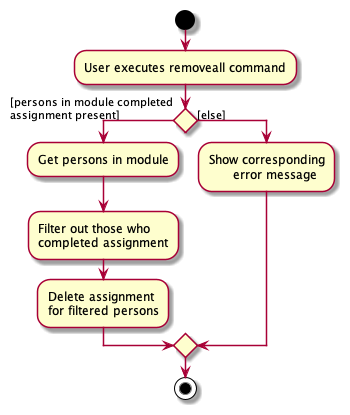 User executes removeall command
[persons in module completed
assignment present]
[else]
Get persons in module
Show corresponding
error message
Filter out those who
completed assignment
Delete assignment
for filtered persons